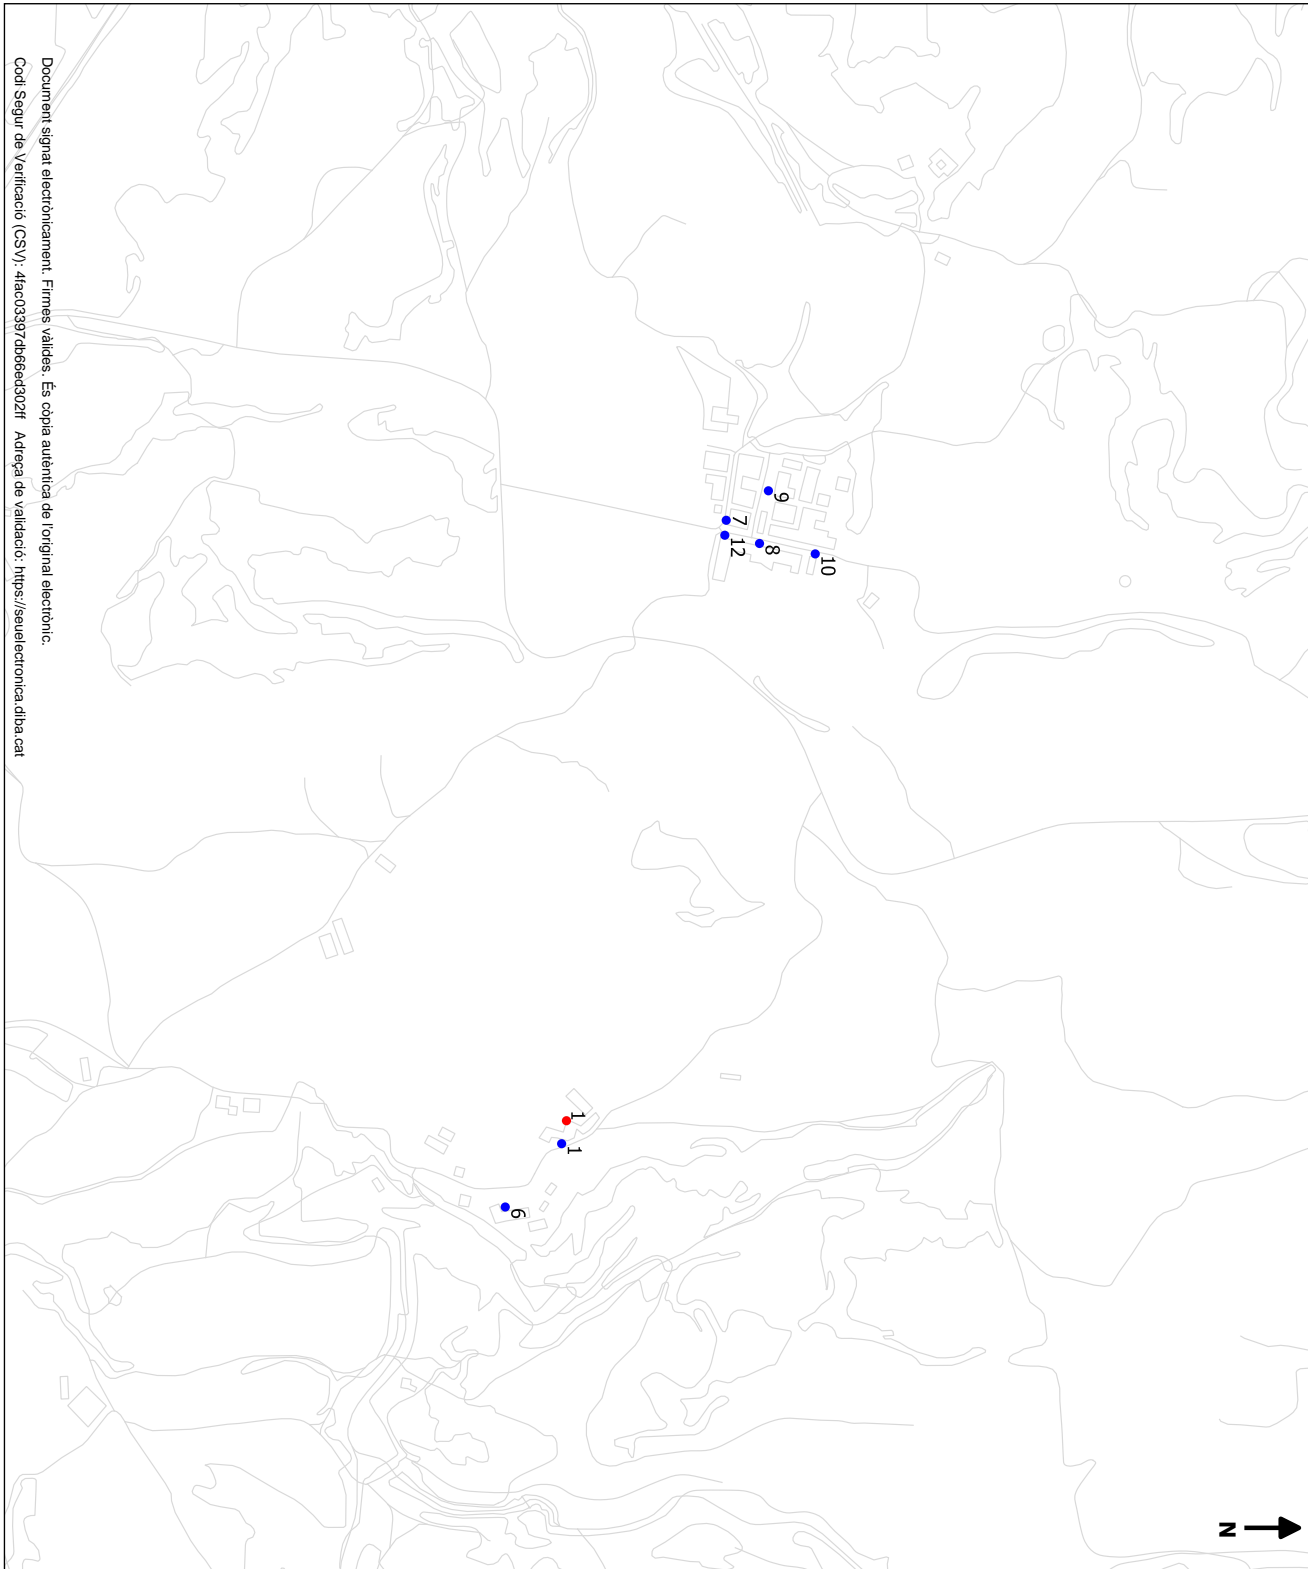 Document signat electrònicament. Firmes vàlides. És còpia autèntica de l'original electrònic.
Codi Segur de Verificació (CSV): 4fac03397db66ed302ff Adreça de validació: https://seuelectronica.diba.cat
9
7
12
8
10
1
1
6
N